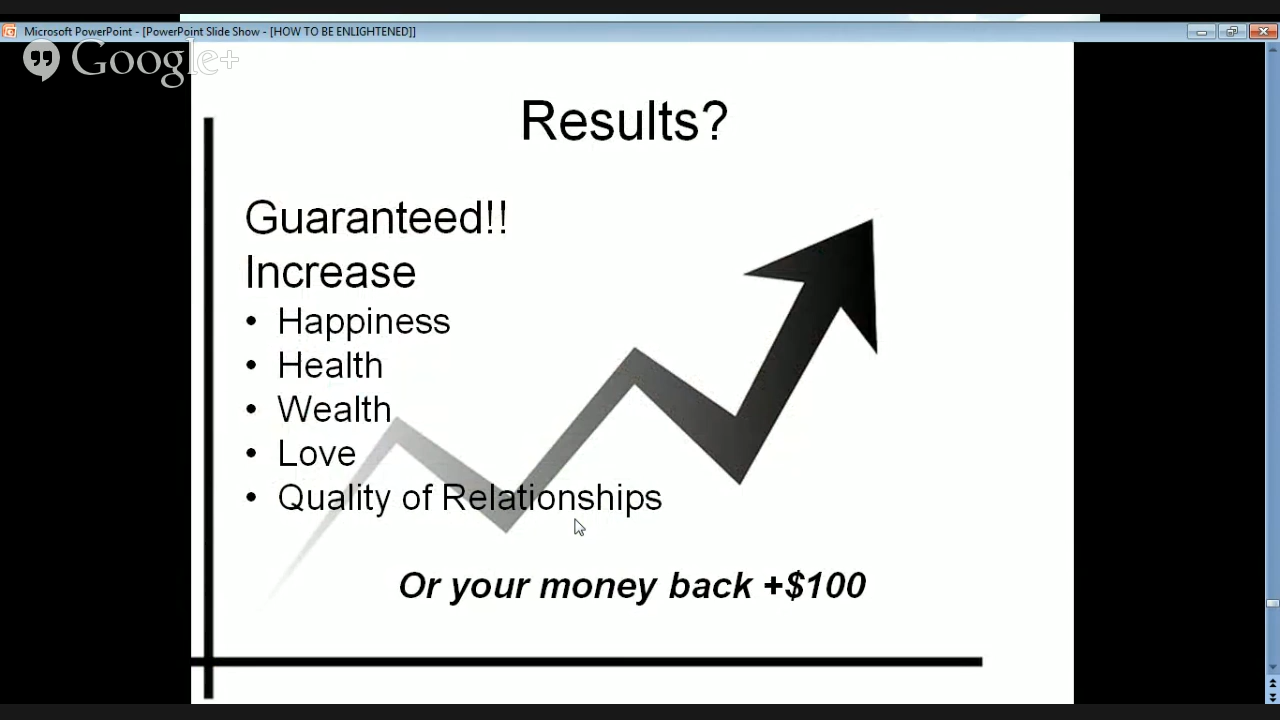 Microsoft PowerPoint - [PowerPoint Slide Show - [HOW TO BE ENLIGHTENED]]
Google+
Results?
Guaranteed!!
Increase
• Happiness
• Health
• Wealth
• Love
• Quality of Relationships
Or your money back +$100